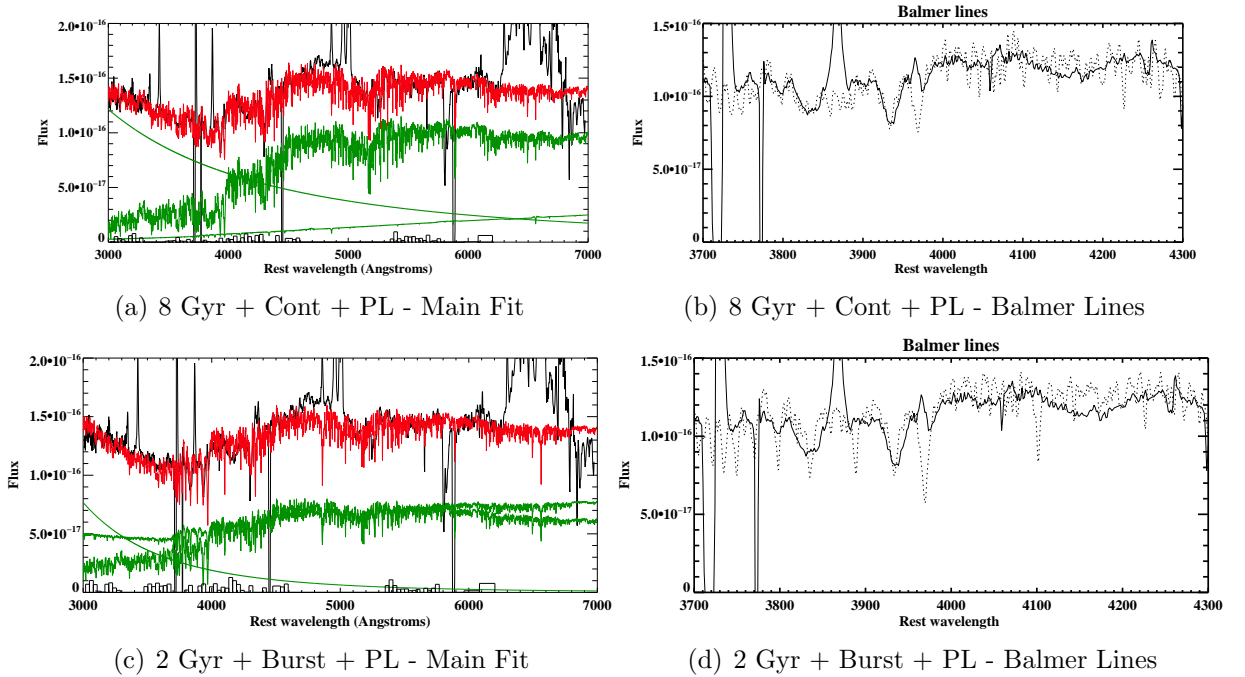 2.0•10⁻¹⁶
1.5•10⁻¹⁶
1.0•10⁻¹⁶
5.0•10⁻¹⁷
0
Flux
3000 4000 5000 6000 7000
Rest wavelength (Angstroms)
(a) 8 Gyr + Cont + PL - Main Fit
Balmer lines
1.5•10⁻¹⁶
1.0•10⁻¹⁶
5.0•10⁻¹⁷
0
Flux
3700 3800 3900 4000 4100 4200 4300
Rest wavelength
(b) 8 Gyr + Cont + PL - Balmer Lines
2.0•10⁻¹⁶
1.5•10⁻¹⁶
1.0•10⁻¹⁶
5.0•10⁻¹⁷
0
Flux
3000 4000 5000 6000 7000
Rest wavelength (Angstroms)
(c) 2 Gyr + Burst + PL - Main Fit
Balmer lines
1.5•10⁻¹⁶
1.0•10⁻¹⁶
5.0•10⁻¹⁷
0
Flux
3700 3800 3900 4000 4100 4200 4300
Rest wavelength
(d) 2 Gyr + Burst + PL - Balmer Lines